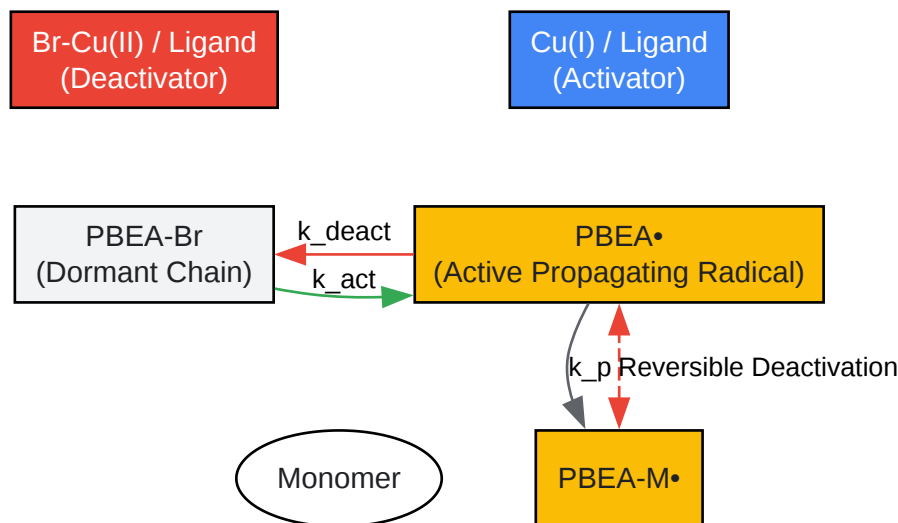 Br-Cu(II) / Ligand
(Deactivator)
Cu(I) / Ligand
(Activator)
PBEA-Br
(Dormant Chain)
k_deact
k_act
PBEA•
(Active Propagating Radical)
k_p
Reversible Deactivation
Monomer
PBEA-M•